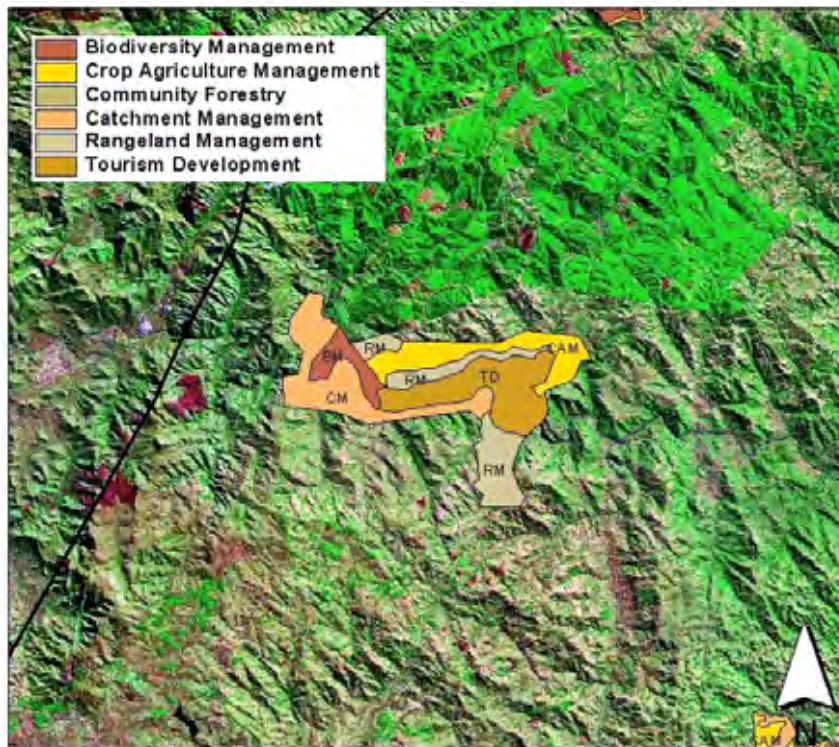 Biodiversity Management
Crop Agriculture Management
Community Forestry
Catchment Management
Rangeland Management
Tourism Development
BM
RM
CAM
RM
TD
CM
RM
CAM
N